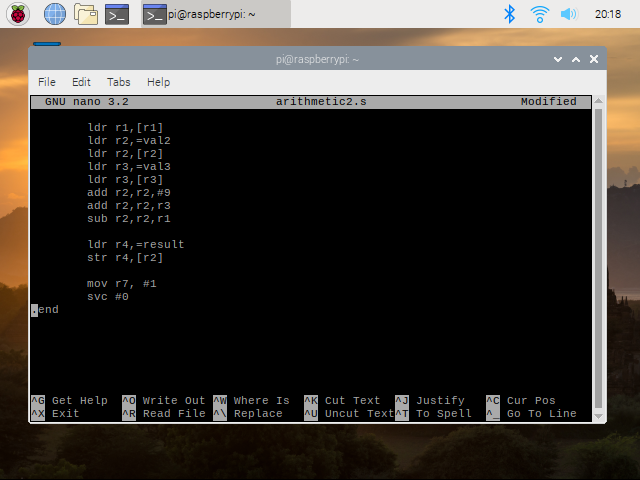 pi@raspberrypi: ~
20:18
pi@raspberrypi: ~
File Edit Tabs Help
GNU nano 3.2 arithmetic2.s Modified
ldr r1,[r1]
ldr r2,=val2
ldr r2,[r2]
ldr r3,=val3
ldr r3,[r3]
add r2,r2,#9
add r2,r2,r3
sub r2,r2,r1
ldr r4,=result
str r4,[r2]
mov r7, #1
svc #0
.end
^G Get Help ^O Write Out ^W Where Is ^K Cut Text ^J Justify ^C Cur Pos
^X Exit ^R Read File ^\ Replace ^U Uncut Text ^T To Spell ^_ Go To Line